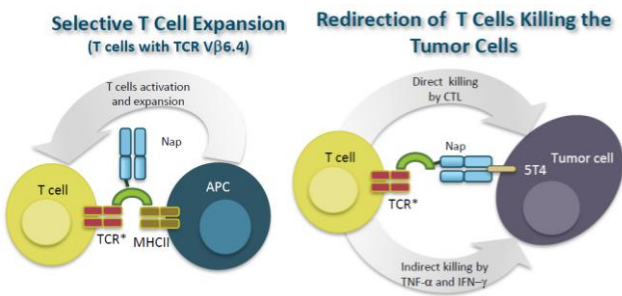 Selective T Cell Expansion
(T cells with TCR Vβ6.4)
T cells activation
and expansion
Nap
T cell
APC
TCR*
MHCII
Redirection of T Cells Killing the
Tumor Cells
Direct killing
by CTL
T cell
Nap
Tumor cell
5T4
TCR*
Indirect killing by
TNF-α and IFN-γ